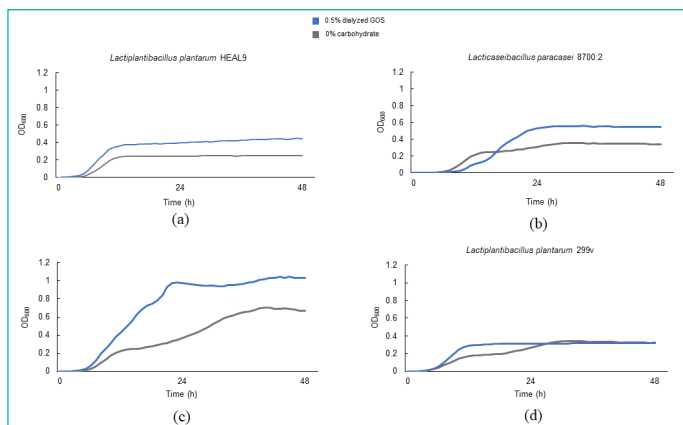 0.5% dialyzed GOS
0% carbohydrate
Lactiplantibacillus plantarum HEAL9
1.2
1
0.8
0.6
0.4
0.2
0
OD600
0 24 48
Time (h)
(a)
Lacticaseibacillus paracasei 8700:2
1.2
1
0.8
0.6
0.4
0.2
0
OD600
0 24 48
Time (h)
(b)
1.2
1
0.8
0.6
0.4
0.2
0
OD600
0 24 48
(c) Time (h)
Lactiplantibacillus plantarum 299v
1.2
1
0.8
0.6
0.4
0.2
0
OD600
0 24 48
Time (h) (d)